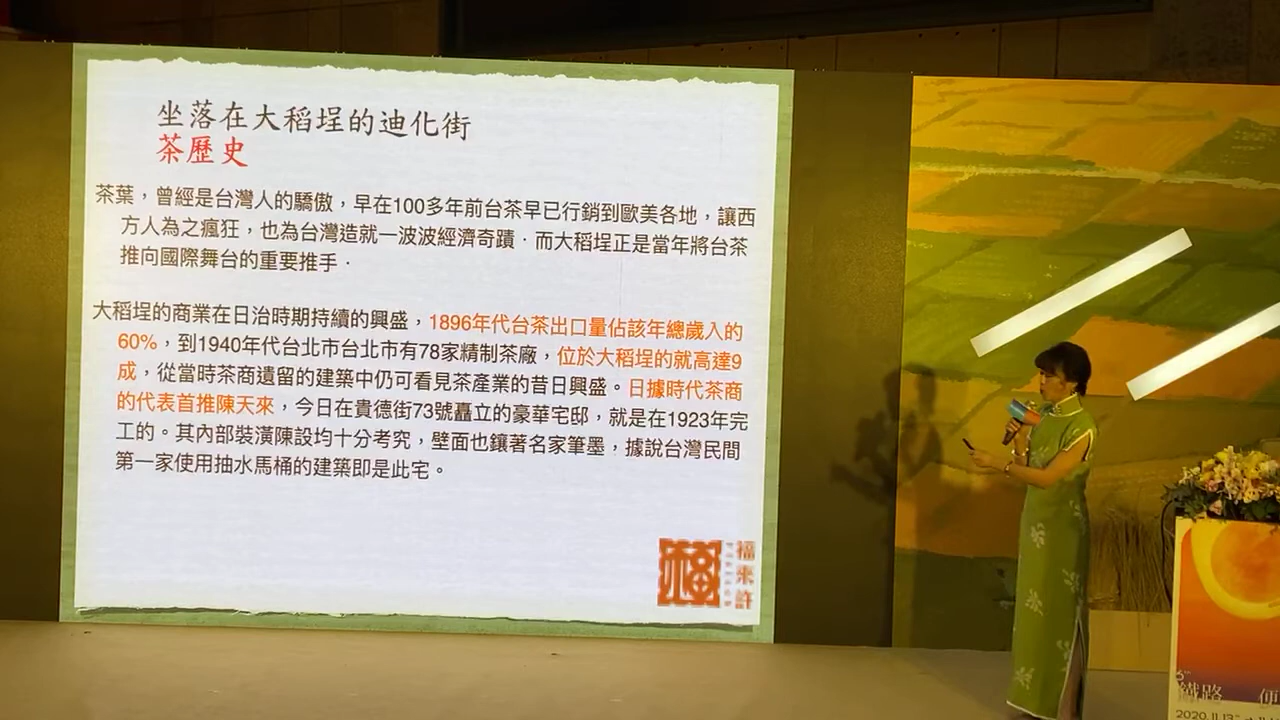 坐落在大稻埕的迪化街
茶歷史
茶葉，曾經是台灣人的驕傲，早在100多年前台茶早已行銷到歐美各地，讓西
方人為之瘋狂，也為台灣造就一波波經濟奇蹟．而大稻埕正是當年將台茶
推向國際舞台的重要推手．
大稻埕的商業在日治時期持續的興盛，1896年代台茶出口量佔該年總歲入的
60%，到1940年代台北市台北市有78家精制茶廠，位於大稻埕的就高達9
成，從當時茶商遺留的建築中仍可看見茶產業的昔日興盛。日據時代茶商
的代表首推陳天來，今日在貴德街73號矗立的豪華宅邸，就是在1923年完
工的。其內部裝潢陳設均十分考究，壁面也鑲著名家筆墨，據說台灣民間
第一家使用抽水馬桶的建築即是此宅。
福來許
鐵路 便